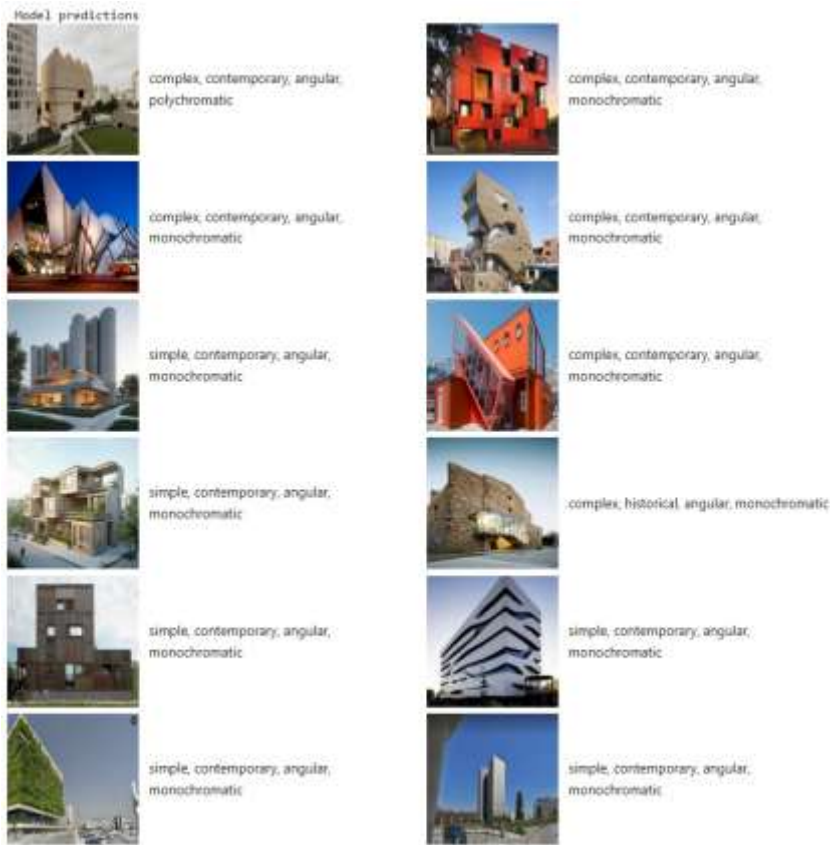 Model predictions
complex, contemporary, angular,
polychromatic
complex, contemporary, angular,
monochromatic
complex, contemporary, angular,
monochromatic
complex, contemporary, angular,
monochromatic
simple, contemporary, angular,
monochromatic
complex, contemporary, angular,
monochromatic
simple, contemporary, angular,
monochromatic
complex, historical, angular, monochromatic
simple, contemporary, angular,
monochromatic
simple, contemporary, angular,
monochromatic
simple, contemporary, angular,
monochromatic
simple, contemporary, angular,
monochromatic